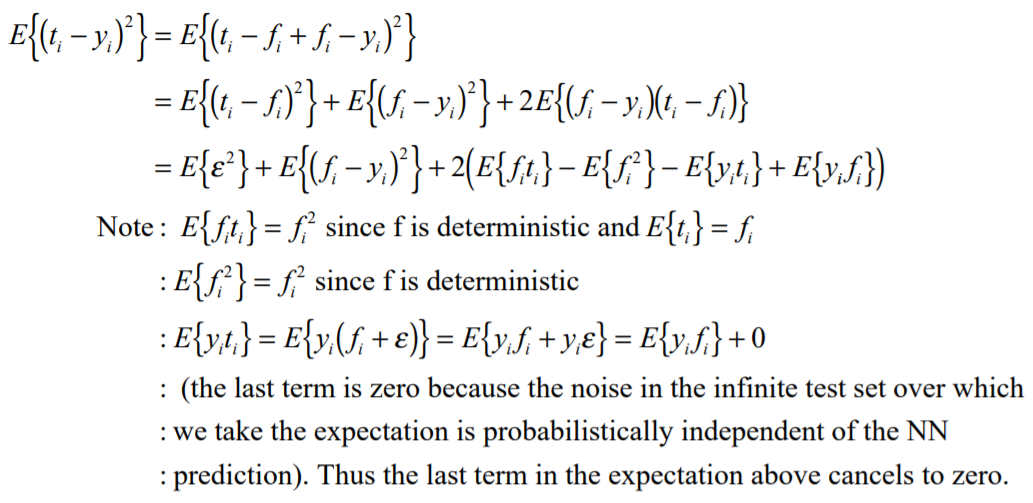 E{(tᵢ − yᵢ)²} = E{(tᵢ − fᵢ + fᵢ − yᵢ)²}
= E{(tᵢ − fᵢ)²} + E{(fᵢ − yᵢ)²} + 2E{(fᵢ − yᵢ)(tᵢ − fᵢ)}
= E{ε²} + E{(fᵢ − yᵢ)²} + 2(E{fᵢtᵢ} − E{fᵢ²} − E{yᵢtᵢ} + E{yᵢfᵢ})
Note : E{fᵢtᵢ} = fᵢ² since f is deterministic and E{tᵢ} = fᵢ
: E{fᵢ²} = fᵢ² since f is deterministic
: E{yᵢtᵢ} = E{yᵢ(fᵢ + ε)} = E{yᵢfᵢ + yᵢε} = E{yᵢfᵢ} + 0
: (the last term is zero because the noise in the infinite test set over which
: we take the expectation is probabilistically independent of the NN
: prediction). Thus the last term in the expectation above cancels to zero.